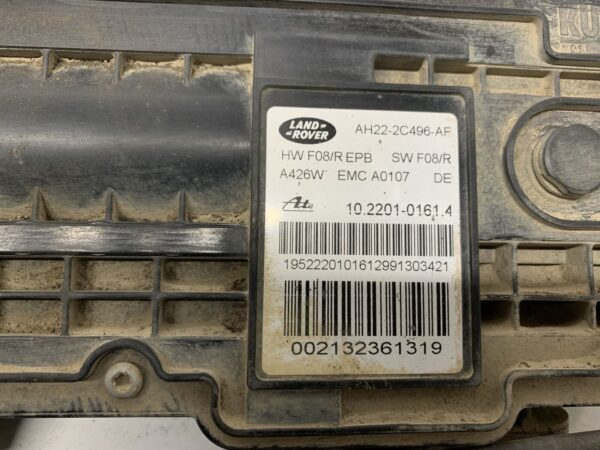 LAND-
ROVER
AH22-2C496-AF
HW F08/R EPB SW F08/R
A426W EMC A0107 DE
Ate 10.2201-0161.4
1952220101612991303421
002132361319